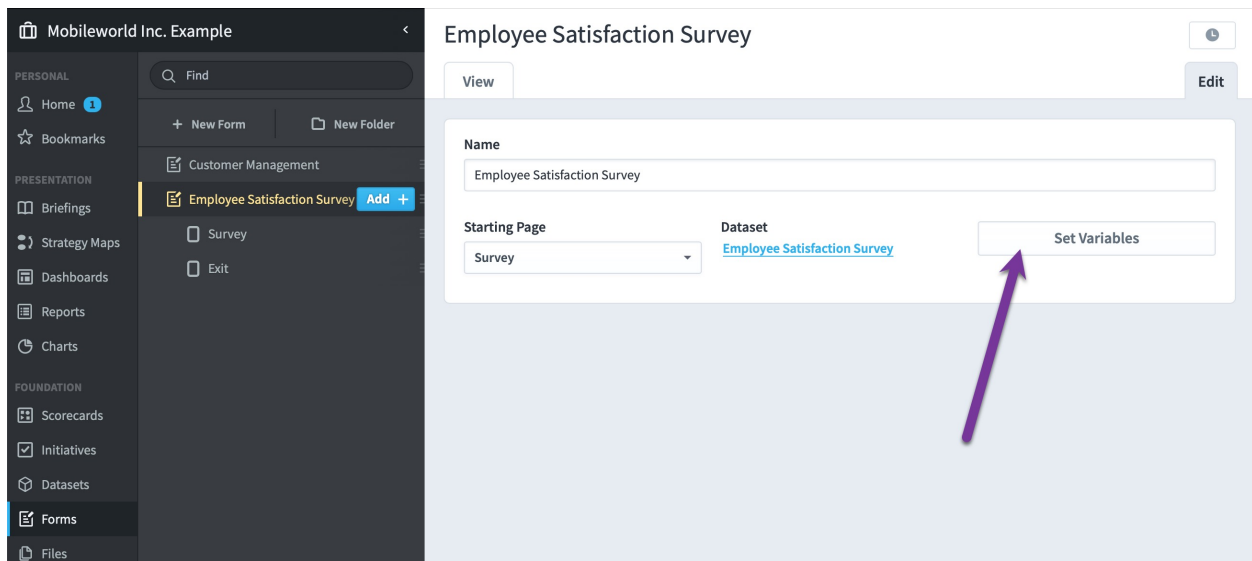 Mobileworld Inc. Example
PERSONAL
Home 1
Bookmarks
PRESENTATION
Briefings
Strategy Maps
Dashboards
Reports
Charts
FOUNDATION
Scorecards
Initiatives
Datasets
Forms
Files
Find
+ New Form
New Folder
Customer Management
Employee Satisfaction Survey Add +
Survey
Exit
Employee Satisfaction Survey
View
Edit
Name
Employee Satisfaction Survey
Starting Page
Survey
Dataset
Employee Satisfaction Survey
Set Variables